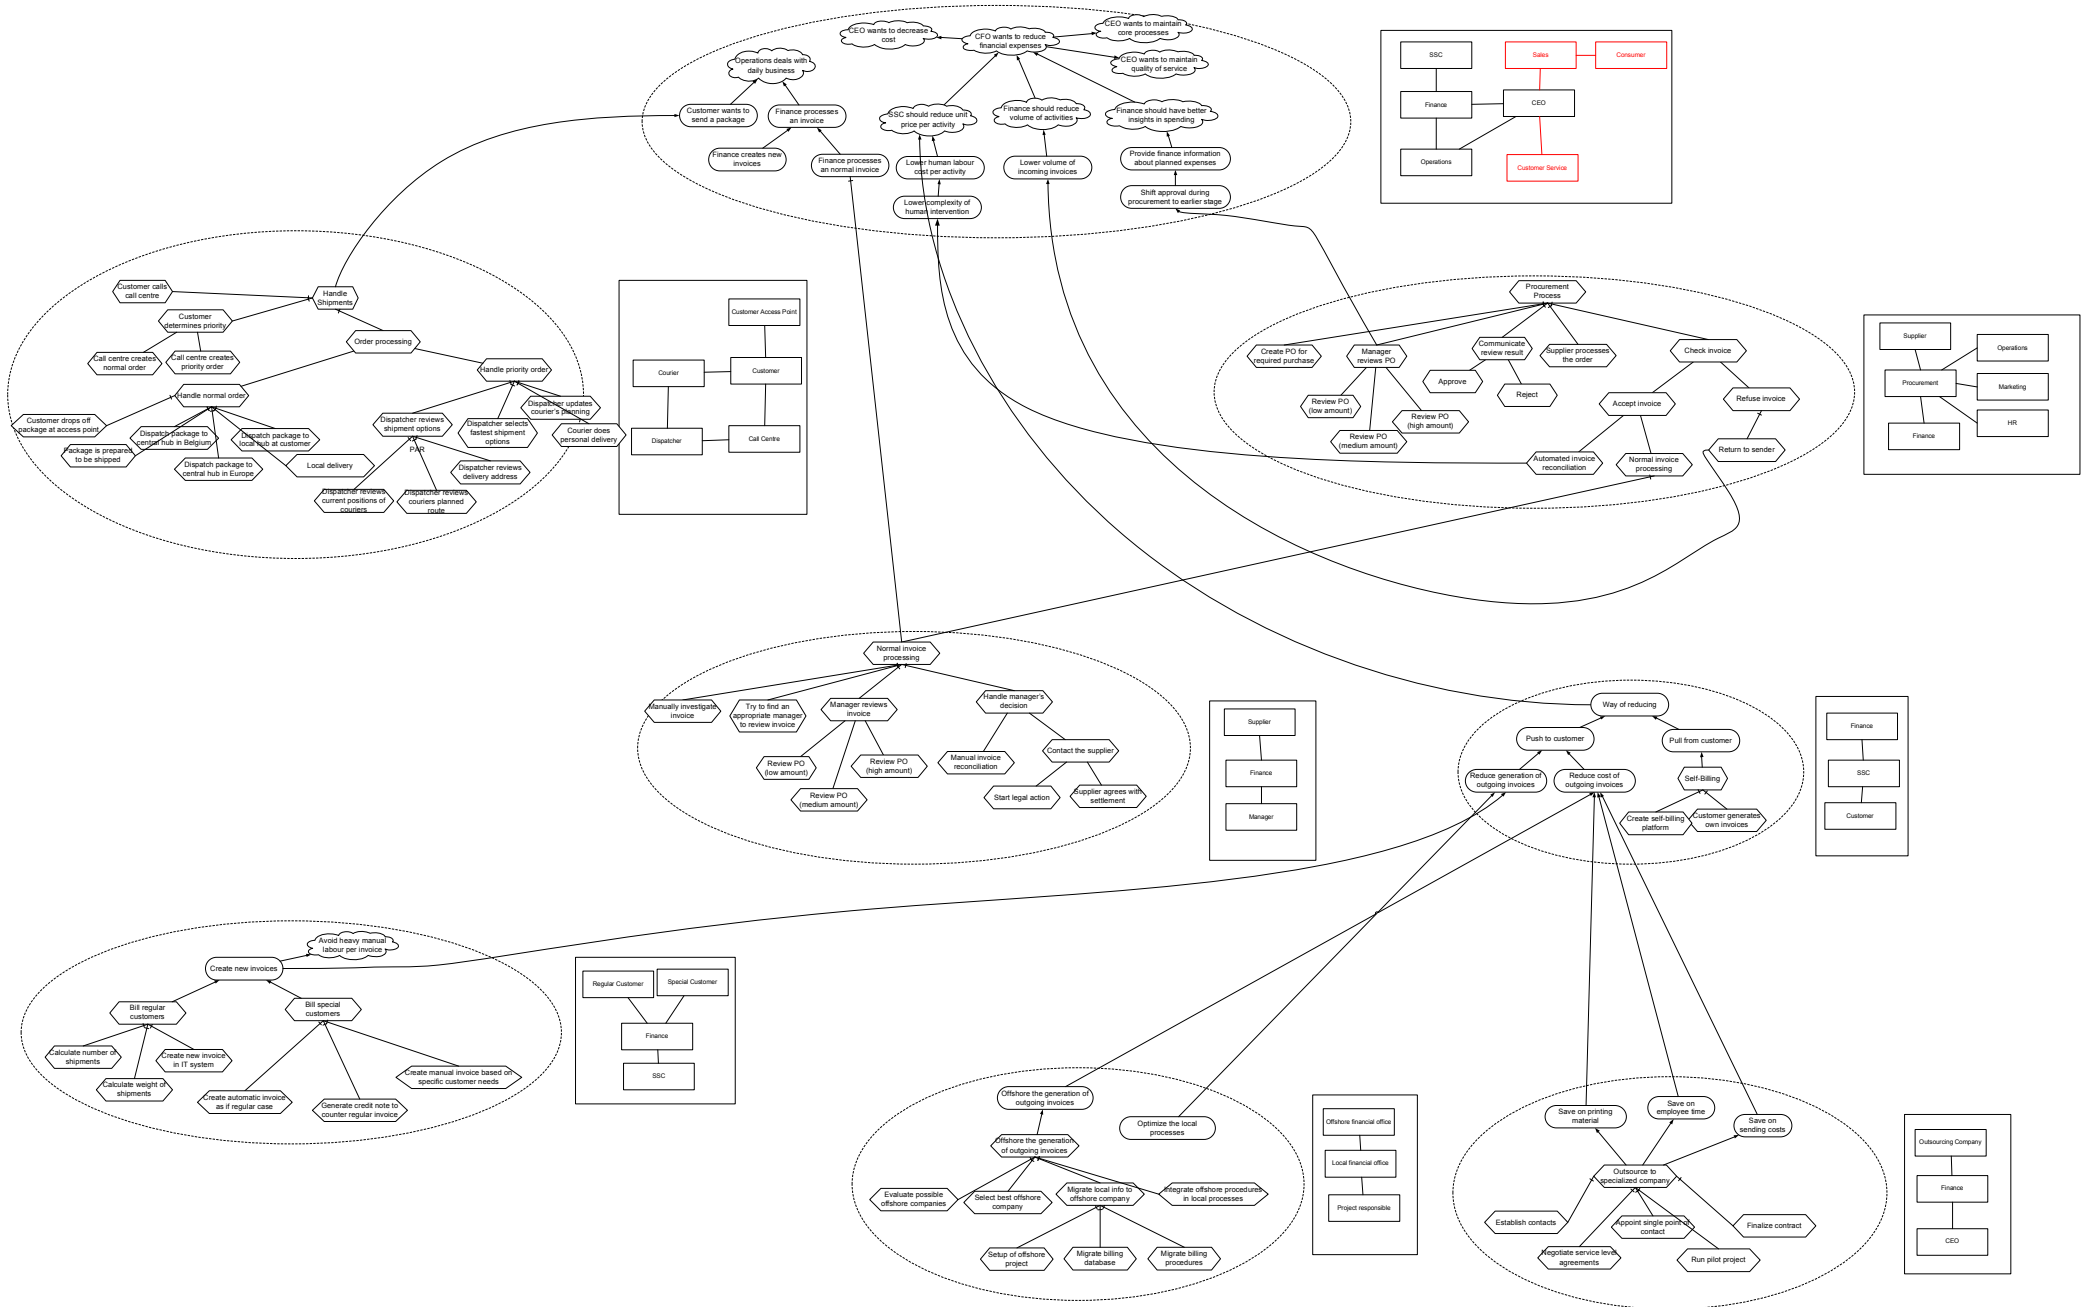 CEO wants to decrease
cost
CFO wants to reduce
financial expenses
CEO wants to maintain
core processes
CEO wants to maintain
quality of service
Operations deals with
daily business
Customer wants to
send a package
Finance processes
an invoice
SSC should reduce unit
price per activity
Finance should reduce
volume of activities
Finance should have better
insights in spending
Finance creates new
invoices
Finance processes
an normal invoice
Lower human labour
cost per activity
Lower volume of
incoming invoices
Provide finance information
about planned expenses
Lower complexity of
human intervention
Shift approval during
procurement to earlier stage
SSC
Sales
Consumer
Finance
CEO
Operations
Customer Service
Customer calls
call centre
Handle
Shipments
Customer
determines priority
Order processing
Call centre creates
normal order
Call centre creates
priority order
Handle priority order
Handle normal order
Customer drops off
package at access point
Package is prepared
to be shipped
Dispatch package to
central hub in Belgium
Dispatch package to
central hub in Europe
Dispatch package to
local hub at customer
Local delivery
Dispatcher reviews
shipment options
PAR
Dispatcher selects
fastest shipment
options
Dispatcher updates
courier's planning
Courier does
personal delivery
Dispatcher reviews
current positions of
couriers
Dispatcher reviews
couriers planned
route
Dispatcher reviews
delivery address
Customer Access Point
Courier
Customer
Dispatcher
Call Centre
Procurement
Process
Create PO for
required purchase
Manager
reviews PO
Communicate
review result
Supplier processes
the order
Check invoice
Review PO
(low amount)
Review PO
(medium amount)
Review PO
(high amount)
Approve
Reject
Accept invoice
Refuse invoice
Automated invoice
reconciliation
Normal invoice
processing
Return to sender
Supplier
Operations
Procurement
Marketing
HR
Finance
Normal invoice
processing
Manually investigate
invoice
Try to find an
appropriate manager
to review invoice
Manager reviews
invoice
Handle manager's
decision
Review PO
(low amount)
Review PO
(medium amount)
Review PO
(high amount)
Manual invoice
reconciliation
Contact the supplier
Start legal action
Supplier agrees with
settlement
Supplier
Finance
Manager
Way of reducing
Push to customer
Pull from customer
Reduce generation of
outgoing invoices
Reduce cost of
outgoing invoices
Self-Billing
Create self-billing
platform
Customer generates
own invoices
Finance
SSC
Customer
Avoid heavy manual
labour per invoice
Create new invoices
Bill regular
customers
Bill special
customers
Calculate number of
shipments
Calculate weight of
shipments
Create new invoice
in IT system
Create automatic invoice
as if regular case
Generate credit note to
counter regular invoice
Create manual invoice based on
specific customer needs
Regular Customer
Special Customer
Finance
SSC
Offshore the generation of
outgoing invoices
Optimize the local
processes
Offshore the generation
of outgoing invoices
Evaluate possible
offshore companies
Select best offshore
company
Migrate local info to
offshore company
Integrate offshore procedures
in local processes
Setup of offshore
project
Migrate billing
database
Migrate billing
procedures
Offshore financial office
Local financial office
Project responsible
Save on printing
material
Save on
employee time
Save on
sending costs
Outsource to
specialized company
Establish contacts
Negotiate service level
agreements
Appoint single point of
contact
Run pilot project
Finalize contract
Outsourcing Company
Finance
CEO